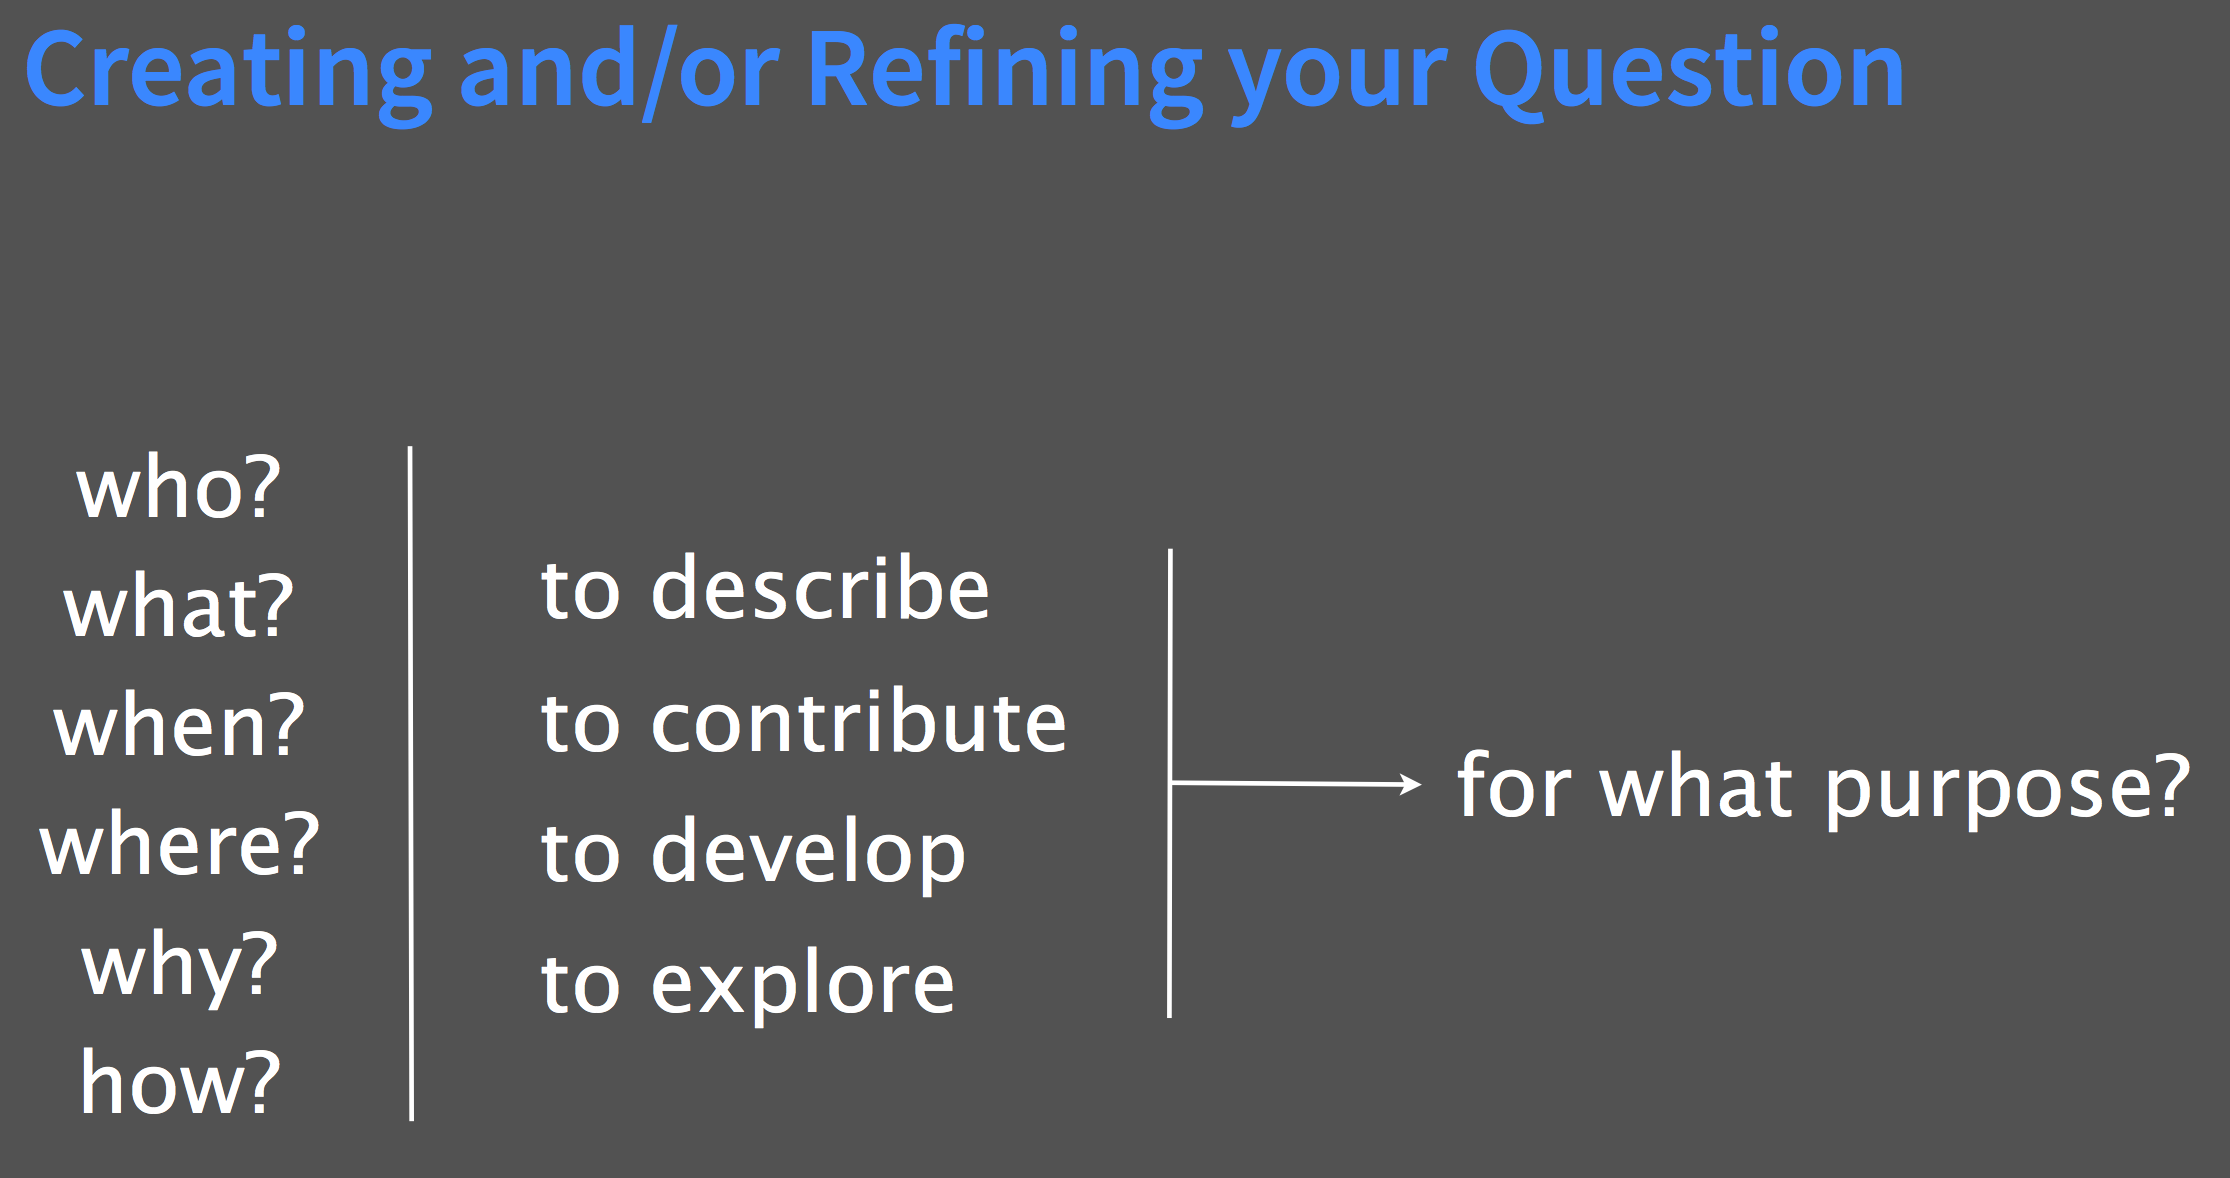 Creating and/or Refining your Question
who?
what?
when?
where?
why?
how?
to describe
to contribute
to develop
to explore
for what purpose?